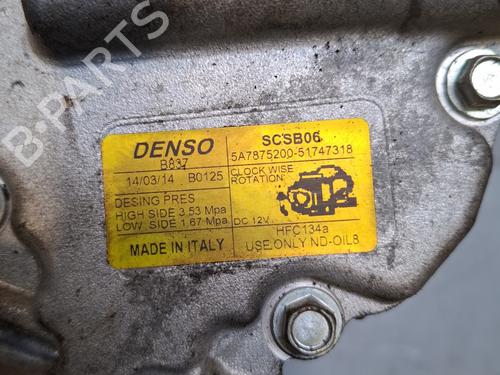 B-PARTS
DENSO
B837
14/03/14 B0125
DESING PRES
HIGH SIDE 3.53 Mpa
LOW SIDE 1.67 Mpa
MADE IN ITALY
SCSB06
5A7875200-51747318
CLOCK WISE
ROTATION:
DC 12V
HFC134a
USE ONLY ND-OIL8